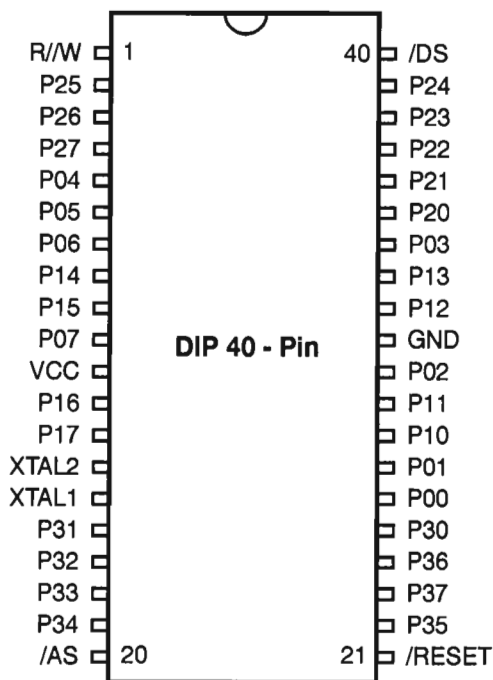 R//W 1 40 /DS
P25 P24
P26 P23
P27 P22
P04 P21
P05 P20
P06 P03
P14 P13
P15 P12
P07 DIP 40 - Pin GND
VCC P02
P16 P11
P17 P10
XTAL2 P01
XTAL1 P00
P31 P30
P32 P36
P33 P37
P34 P35
/AS 20 21 /RESET